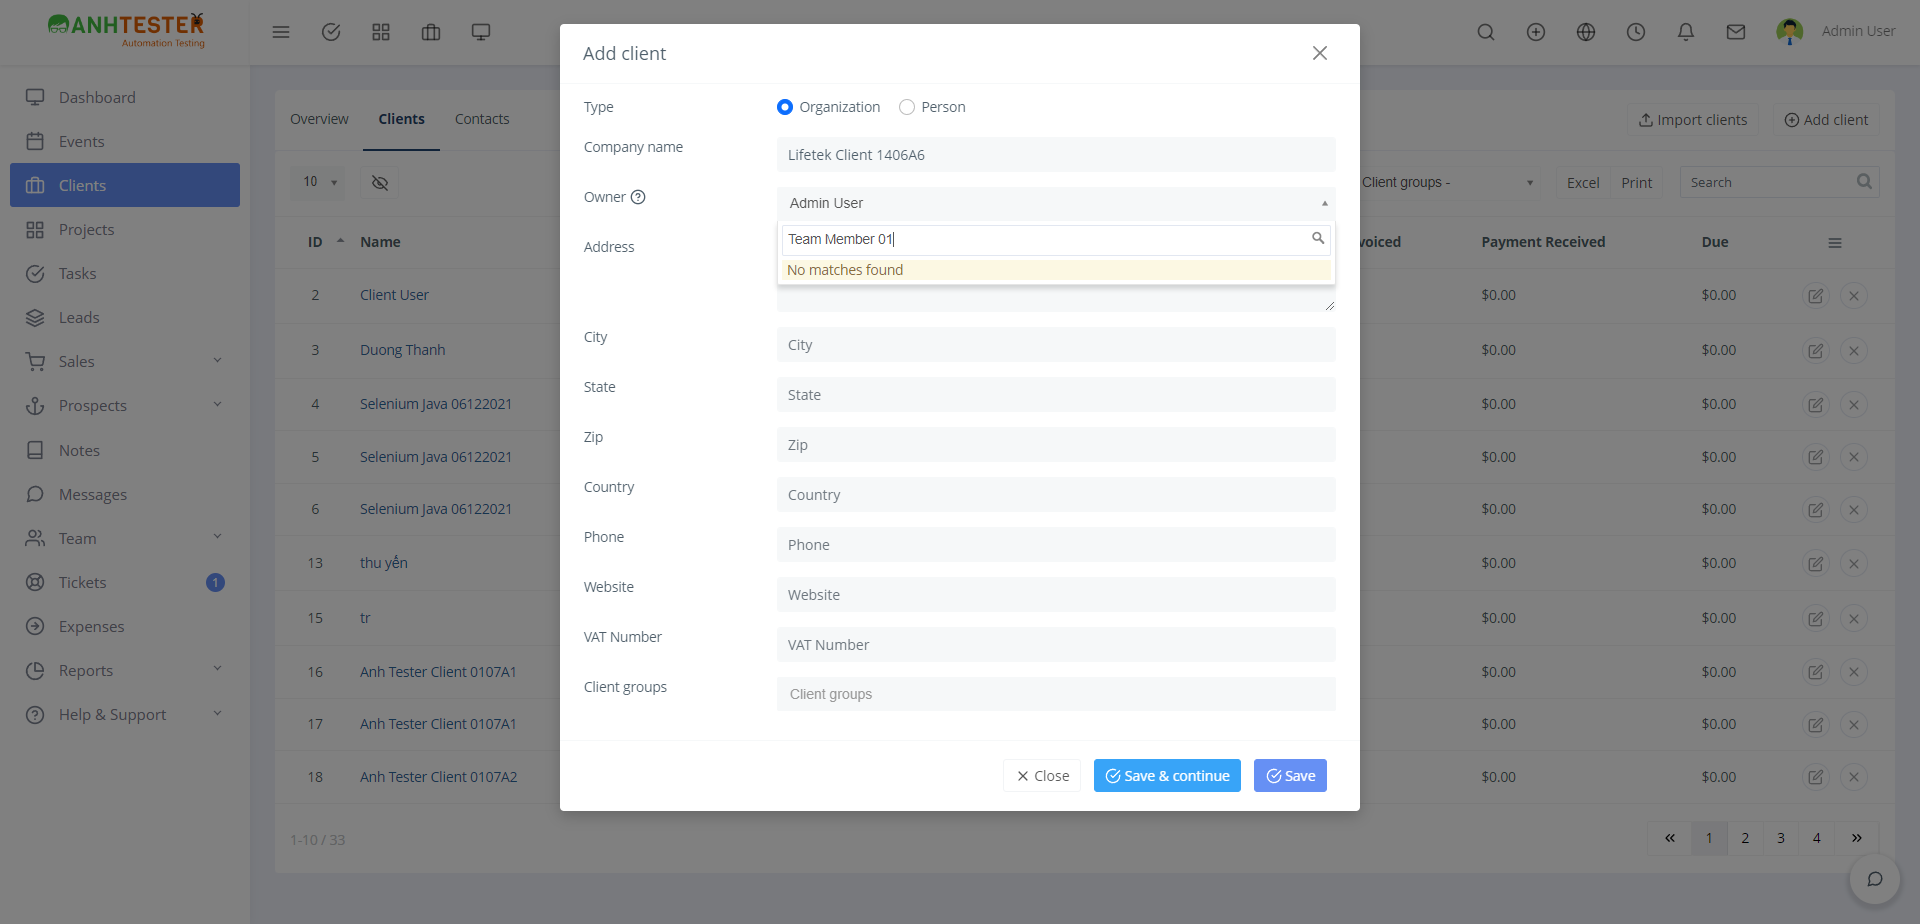 ANHTESTER
Automation Testing
Admin User
Dashboard
Events
Clients
Projects
Tasks
Leads
Sales
Prospects
Notes
Messages
Team
Tickets
1
Expenses
Reports
Help & Support
Overview
Clients
Contacts
Import clients
Add client
10
Client groups -
Excel
Print
Search
ID
Name
voiced
Payment Received
Due
2
Client User
$0.00
$0.00
3
Duong Thanh
$0.00
$0.00
4
Selenium Java 06122021
$0.00
$0.00
5
Selenium Java 06122021
$0.00
$0.00
6
Selenium Java 06122021
$0.00
$0.00
13
thu yến
$0.00
$0.00
15
tr
$0.00
$0.00
16
Anh Tester Client 0107A1
$0.00
$0.00
17
Anh Tester Client 0107A1
$0.00
$0.00
18
Anh Tester Client 0107A2
$0.00
$0.00
1-10 / 33
«
1
2
3
4
»
Add client
Type
Organization
Person
Company name
Lifetek Client 1406A6
Owner
Admin User
Team Member 01
No matches found
Address
City
City
State
State
Zip
Zip
Country
Country
Phone
Phone
Website
Website
VAT Number
VAT Number
Client groups
Client groups
Close
Save & continue
Save